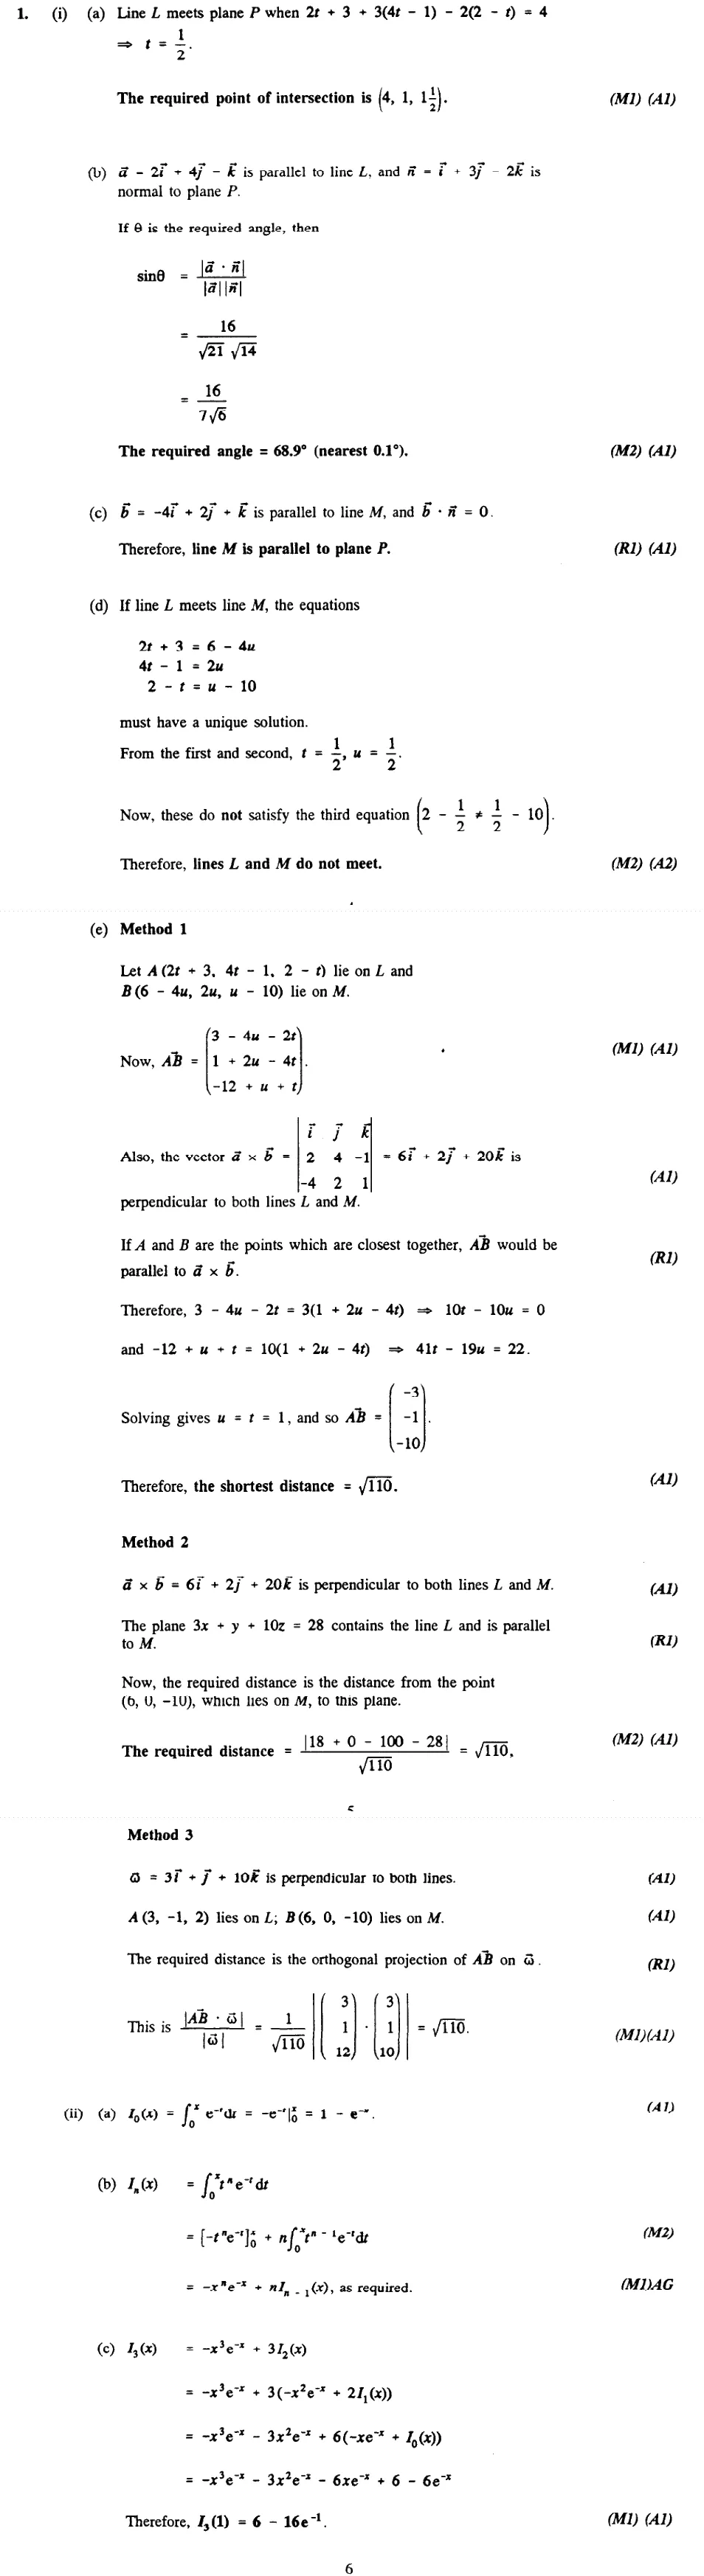 1. (i) (a) Line L meets plane P when 2t + 3 + 3(4t − 1) − 2(2 − t) = 4
⇒ t = 1/2.
The required point of intersection is (4, 1, 1 1/2). (M1) (A1)
(b) a⃗ − 2i⃗ + 4j⃗ − k⃗ is parallel to line L, and n⃗ = i⃗ + 3j⃗ − 2k⃗ is
normal to plane P.
If θ is the required angle, then
sinθ = |a⃗ · n⃗| / |a⃗||n⃗|
= 16 / √21 √14
= 16 / 7√6
The required angle = 68.9° (nearest 0.1°). (M2) (A1)
(c) b⃗ = −4i⃗ + 2j⃗ + k⃗ is parallel to line M, and b⃗ · n⃗ = 0.
Therefore, line M is parallel to plane P. (R1) (A1)
(d) If line L meets line M, the equations
2t + 3 = 6 − 4u
4t − 1 = 2u
2 − t = u − 10
must have a unique solution.
From the first and second, t = 1/2, u = 1/2.
Now, these do not satisfy the third equation (2 − 1/2 ≠ 1/2 − 10).
Therefore, lines L and M do not meet. (M2) (A2)
(e) Method 1
Let A(2t + 3, 4t − 1, 2 − t) lie on L and
B(6 − 4u, 2u, u − 10) lie on M.
Now, AB⃗ = (3 − 4u − 2t, 1 + 2u − 4t, −12 + u + t). (M1) (A1)
Also, the vector a⃗ × b⃗ = |i⃗ j⃗ k⃗; 2 4 −1; −4 2 1| = 6i⃗ + 2j⃗ + 20k⃗ is (A1)
perpendicular to both lines L and M.
If A and B are the points which are closest together, AB⃗ would be (R1)
parallel to a⃗ × b⃗.
Therefore, 3 − 4u − 2t = 3(1 + 2u − 4t) ⇒ 10t − 10u = 0
and −12 + u + t = 10(1 + 2u − 4t) ⇒ 41t − 19u = 22.
Solving gives u = t = 1, and so AB⃗ = (−3, −1, −10).
Therefore, the shortest distance = √110. (A1)
Method 2
a⃗ × b⃗ = 6i⃗ + 2j⃗ + 20k⃗ is perpendicular to both lines L and M. (A1)
The plane 3x + y + 10z = 28 contains the line L and is parallel
to M. (R1)
Now, the required distance is the distance from the point
(6, 0, −10), which lies on M, to this plane.
The required distance = |18 + 0 − 100 − 28| / √110 = √110, (M2) (A1)
5
Method 3
ω⃗ = 3i⃗ + j⃗ + 10k⃗ is perpendicular to both lines. (A1)
A(3, −1, 2) lies on L; B(6, 0, −10) lies on M. (A1)
The required distance is the orthogonal projection of AB⃗ on ω⃗. (R1)
This is |AB⃗ · ω⃗| / |ω⃗| = 1/√110 |(3, 1, 12) · (3, 1, 10)| = √110. (M1)(A1)
(ii) (a) I₀(x) = ∫₀ˣ e⁻ᵗdt = −e⁻ᵗ|₀ˣ = 1 − e⁻ˣ. (A1)
(b) Iₙ(x) = ∫₀ˣ tⁿe⁻ᵗdt
= [−tⁿe⁻ᵗ]₀ˣ + n∫₀ˣ tⁿ⁻¹e⁻ᵗdt (M2)
= −xⁿe⁻ˣ + nIₙ₋₁(x), as required. (M1)AG
(c) I₃(x) = −x³e⁻ˣ + 3I₂(x)
= −x³e⁻ˣ + 3(−x²e⁻ˣ + 2I₁(x))
= −x³e⁻ˣ − 3x²e⁻ˣ + 6(−xe⁻ˣ + I₀(x))
= −x³e⁻ˣ − 3x²e⁻ˣ − 6xe⁻ˣ + 6 − 6e⁻ˣ
Therefore, I₃(1) = 6 − 16e⁻¹. (M1) (A1)
6